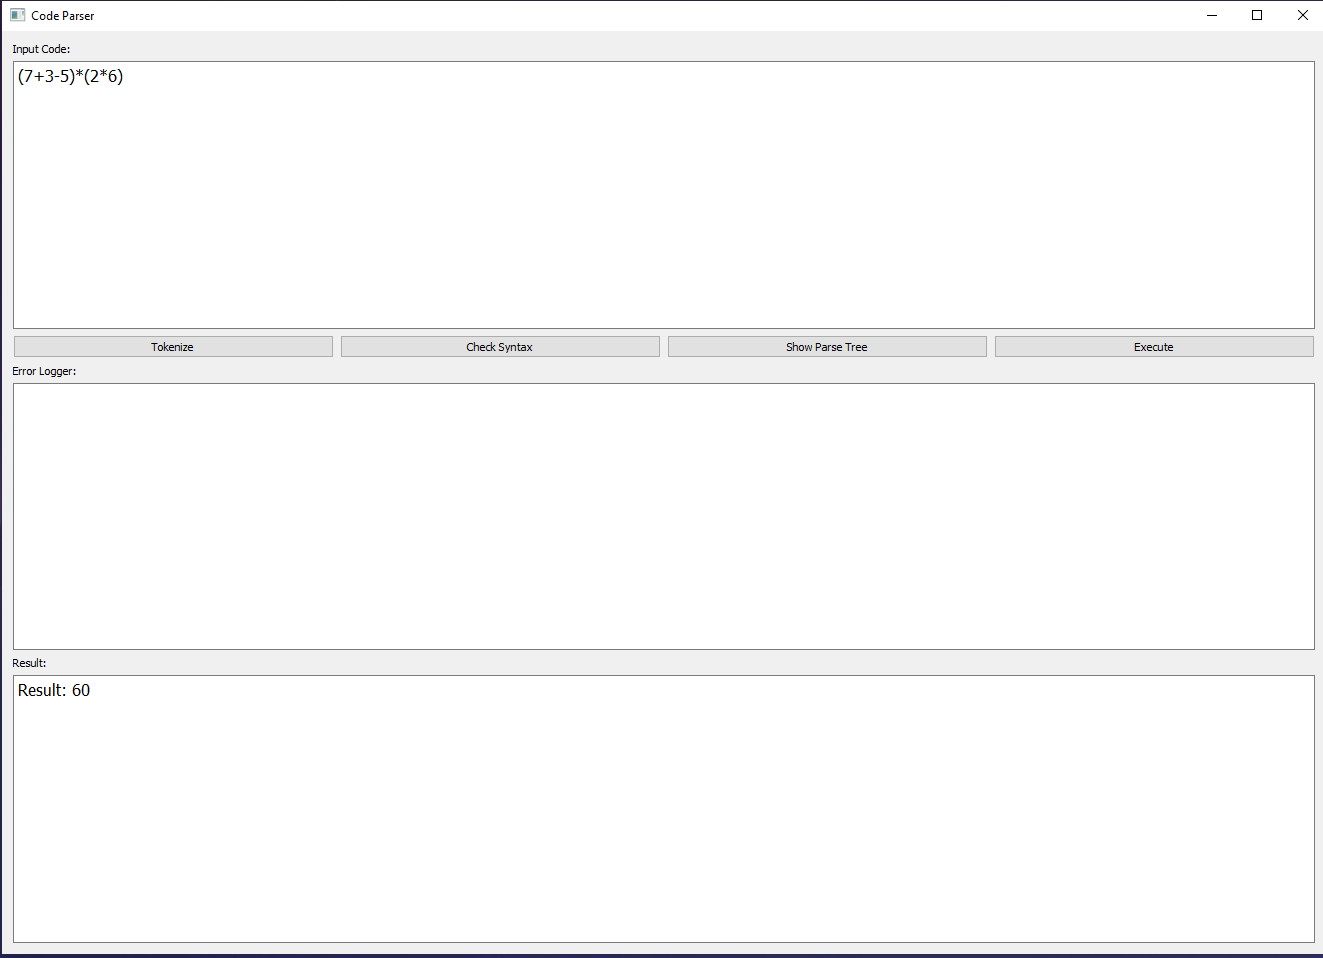 Code Parser
Input Code:
(7+3-5)*(2*6)
Tokenize
Check Syntax
Show Parse Tree
Execute
Error Logger:
Result:
Result: 60